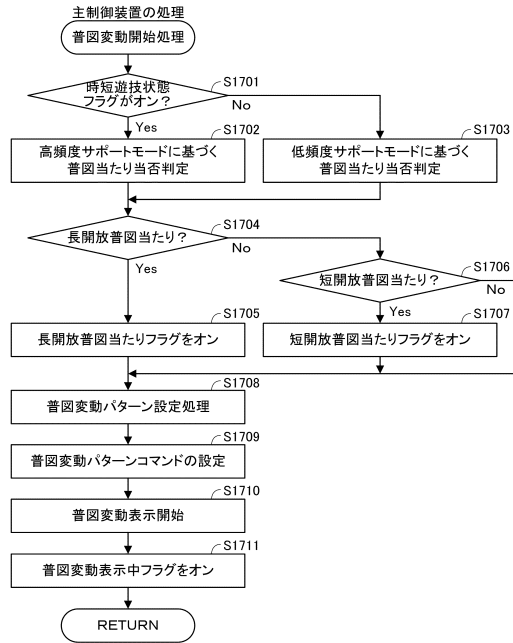 主制御装置の処理
普図変動開始処理
S1701
時短遊技状態
フラグがオン？
No
Yes
S1702
高頻度サポートモードに基づく
普図当たり当否判定
S1703
低頻度サポートモードに基づく
普図当たり当否判定
S1704
長開放普図当たり？
No
Yes
S1706
短開放普図当たり？
No
Yes
S1705
長開放普図当たりフラグをオン
S1707
短開放普図当たりフラグをオン
S1708
普図変動パターン設定処理
S1709
普図変動パターンコマンドの設定
S1710
普図変動表示開始
S1711
普図変動表示中フラグをオン
RETURN